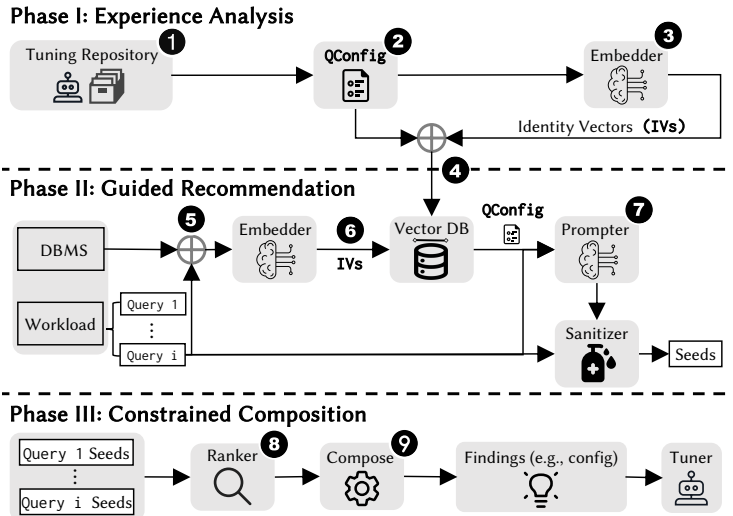 Phase I: Experience Analysis
1
Tuning Repository
2
QConfig
3
Embedder
Identity Vectors (IVs)
4
Phase II: Guided Recommendation
5
DBMS
Embedder
6
IVs
Vector DB
QConfig
7
Prompter
Workload
Query 1
⋮
Query i
Sanitizer
Seeds
Phase III: Constrained Composition
Query 1 Seeds
⋮
Query i Seeds
8
Ranker
9
Compose
Findings (e.g., config)
Tuner